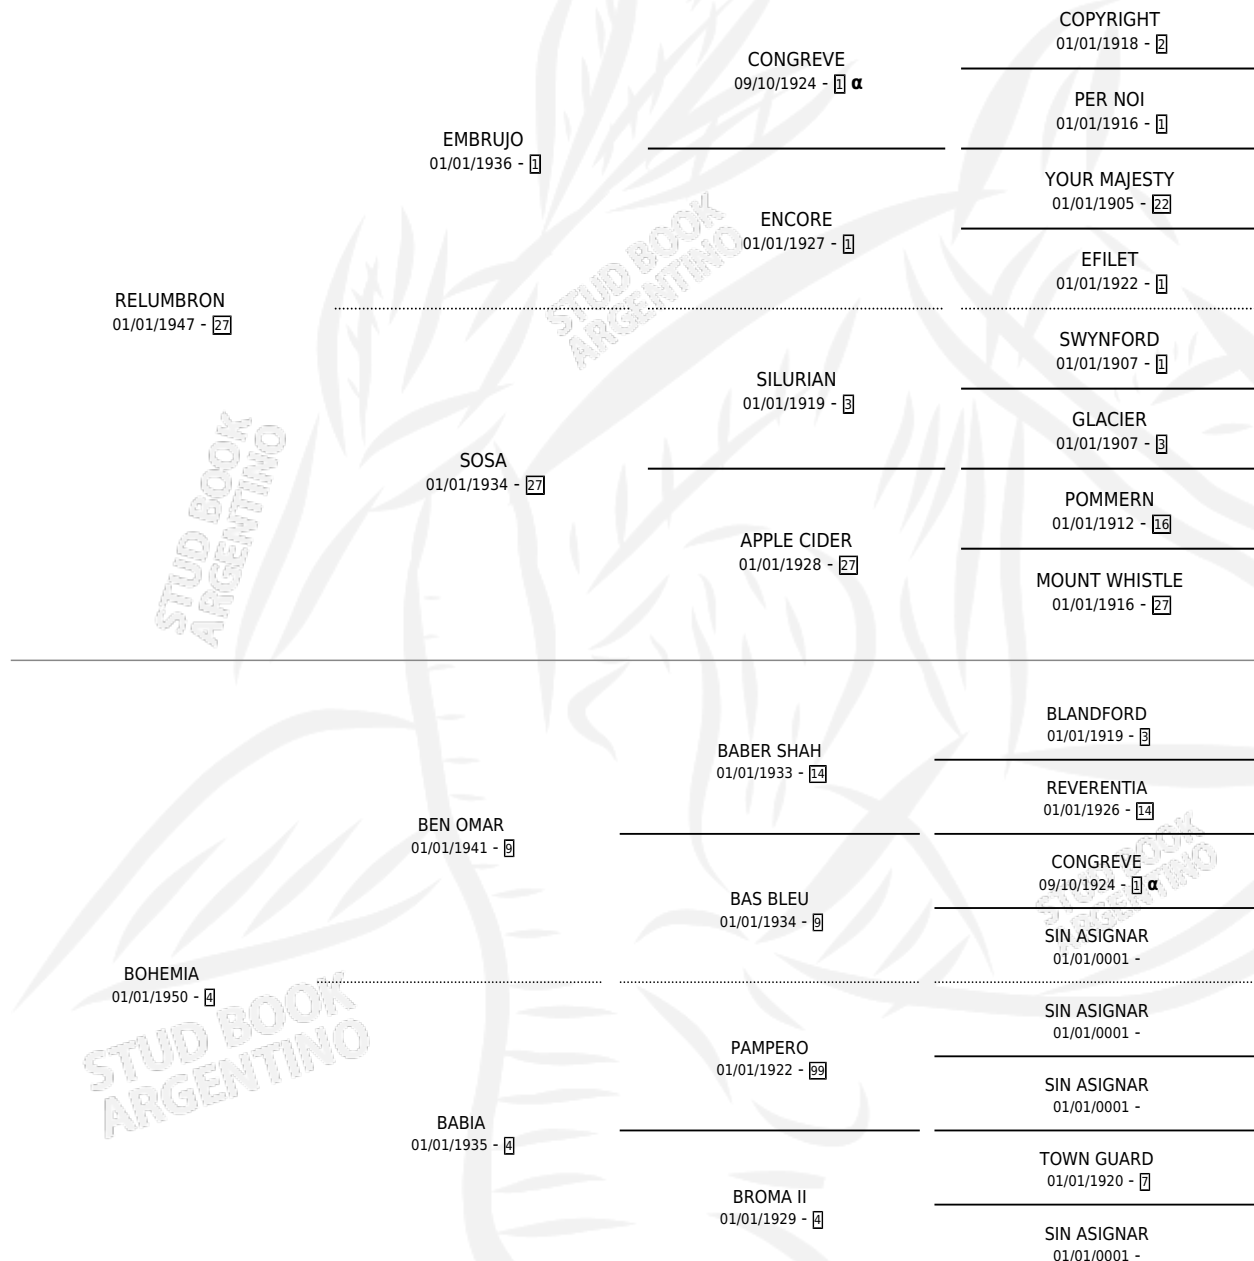 COPYRIGHT
01/01/1918 - 2
CONGREVE
09/10/1924 - 1 α
PER NOI
01/01/1916 - 1
EMBRUJO
01/01/1936 - 1
YOUR MAJESTY
01/01/1905 - 22
ENCORE
01/01/1927 - 1
EFILET
01/01/1922 - 1
STUD BOOK
ARGENTINO
RELUMBRON
01/01/1947 - 27
SWYNFORD
01/01/1907 - 1
SILURIAN
01/01/1919 - 3
GLACIER
01/01/1907 - 3
SOSA
01/01/1934 - 27
POMMERN
01/01/1912 - 16
APPLE CIDER
01/01/1928 - 27
MOUNT WHISTLE
01/01/1916 - 27
STUD BOOK
ARGENTINO
BLANDFORD
01/01/1919 - 3
BABER SHAH
01/01/1933 - 14
REVERENTIA
01/01/1926 - 14
BEN OMAR
01/01/1941 - 9
CONGREVE
09/10/1924 - 1 α
STUD BOOK
ARGENTINO
BAS BLEU
01/01/1934 - 9
SIN ASIGNAR
01/01/0001 -
BOHEMIA
01/01/1950 - 4
SIN ASIGNAR
01/01/0001 -
STUD BOOK
ARGENTINO
PAMPERO
01/01/1922 - 99
SIN ASIGNAR
01/01/0001 -
BABIA
01/01/1935 - 4
TOWN GUARD
01/01/1920 - 7
BROMA II
01/01/1929 - 4
SIN ASIGNAR
01/01/0001 -